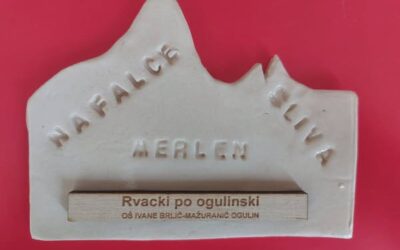 NAFALCE
SLIVA
MERLEN
Rvacki po ogulinski
OŠ IVANE BRLIĆ-MAŽURANIĆ OGULIN